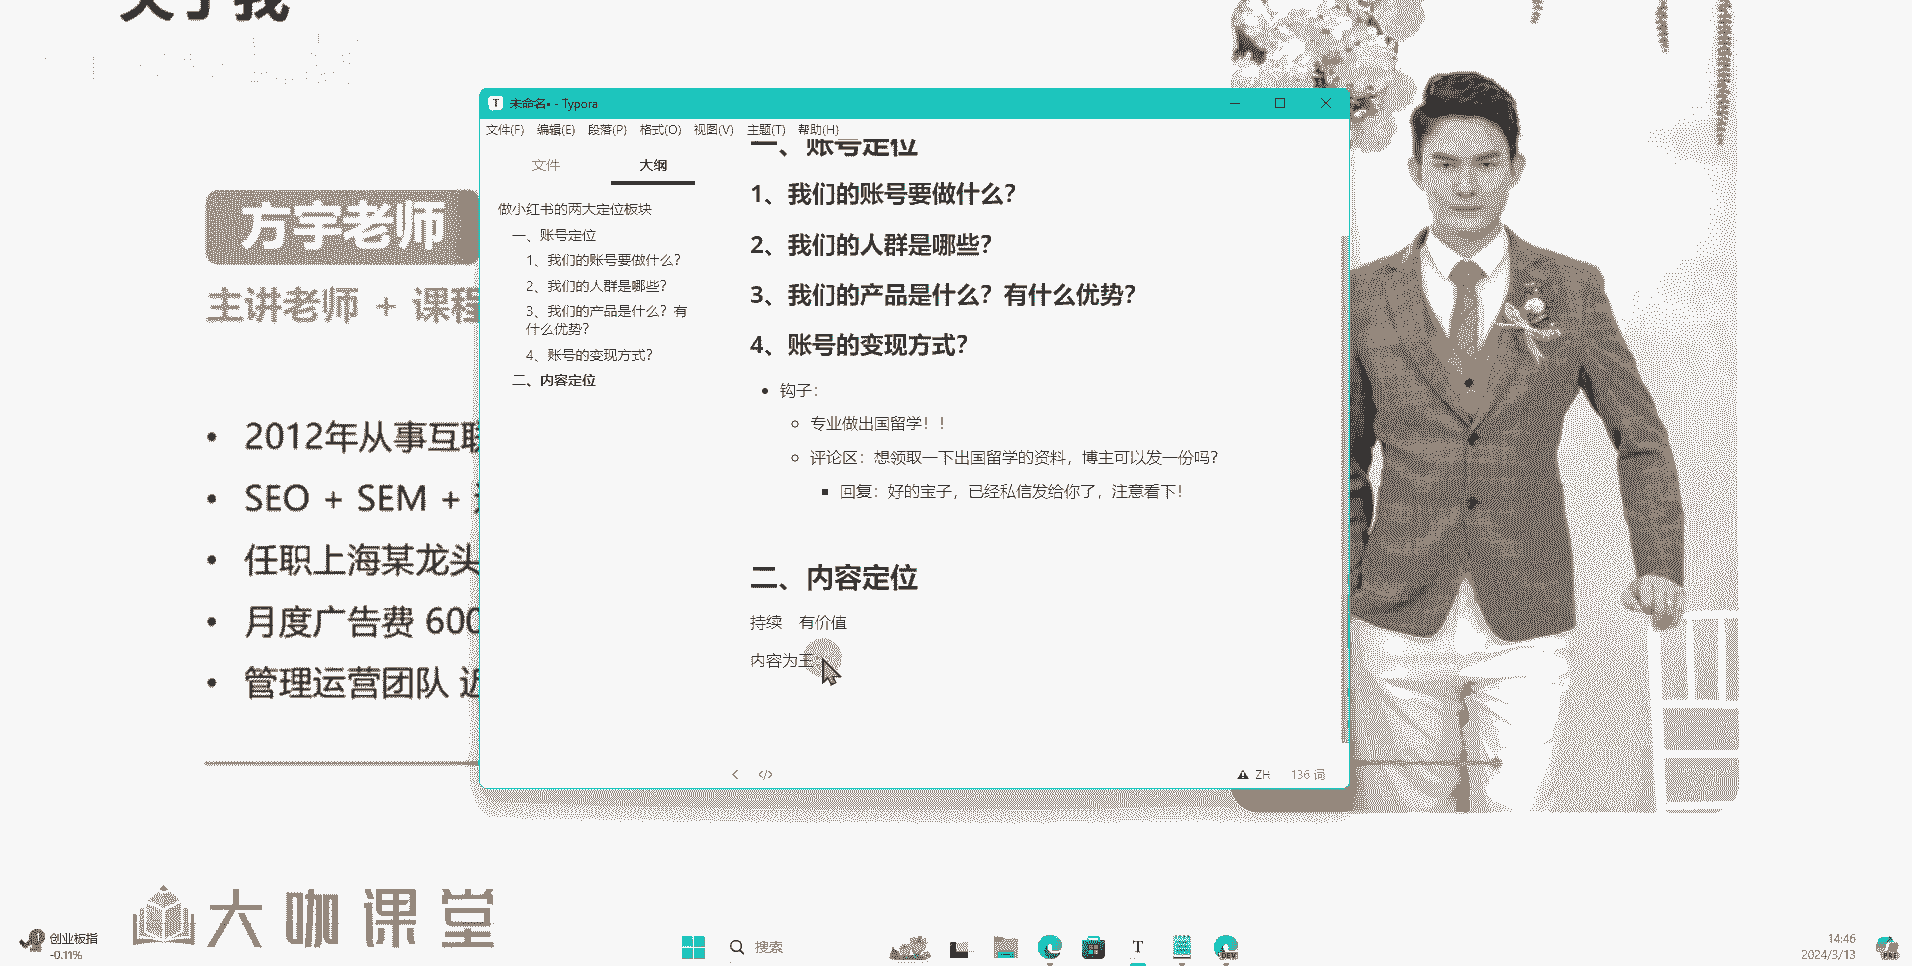 关于我
方宇老师
主讲老师 + 课程
2012年从事互联
SEO + SEM +
任职上海某龙头
月度广告费 600
管理运营团队 近
未命名• - Typora
文件(F) 编辑(E) 段落(P) 格式(O) 视图(V) 主题(T) 帮助(H)
文件 大纲
做小红书的两大定位板块
一、账号定位
1、我们的账号要做什么？
2、我们的人群是哪些？
3、我们的产品是什么？有
什么优势？
4、账号的变现方式？
二、内容定位
一、账号定位
1、我们的账号要做什么？
2、我们的人群是哪些？
3、我们的产品是什么？有什么优势？
4、账号的变现方式？
钩子：
专业做出国留学！！
评论区：想领取一下出国留学的资料，博主可以发一份吗？
回复：好的宝子，已经私信发给你了，注意看下！
二、内容定位
持续 有价值
内容为王
ZH 136 词
大咖课堂
创业板指
-0.11%
搜索
T
DEV
14:46
2024/3/13
PRE